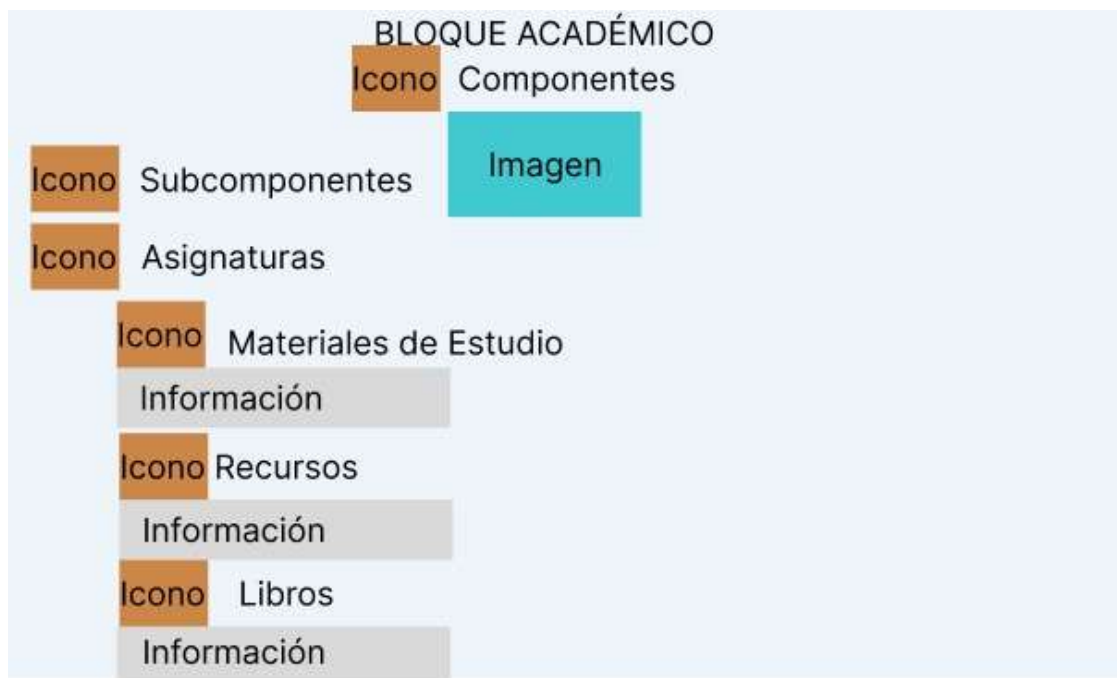 BLOQUE ACADÉMICO
Icono Componentes
Imagen
Icono Subcomponentes
Icono Asignaturas
Icono Materiales de Estudio
Información
Icono Recursos
Información
Icono Libros
Información